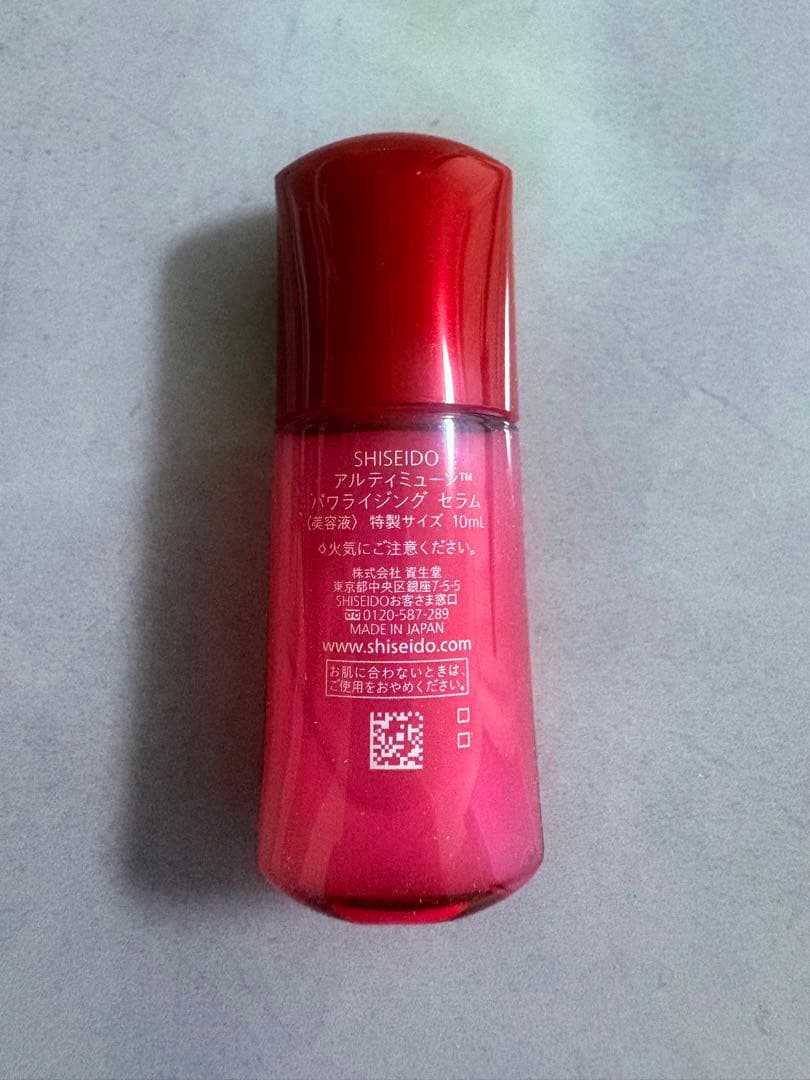 SHISEIDO
アルティミューン™
パワライジング セラム
〈美容液〉 特製サイズ 10mL
◇火気にご注意ください。
株式会社 資生堂
東京都中央区銀座7-5-5
SHISEIDOお客さま窓口
0120-587-289
MADE IN JAPAN
www.shiseido.com
お肌に合わないときは、
ご使用をおやめください。